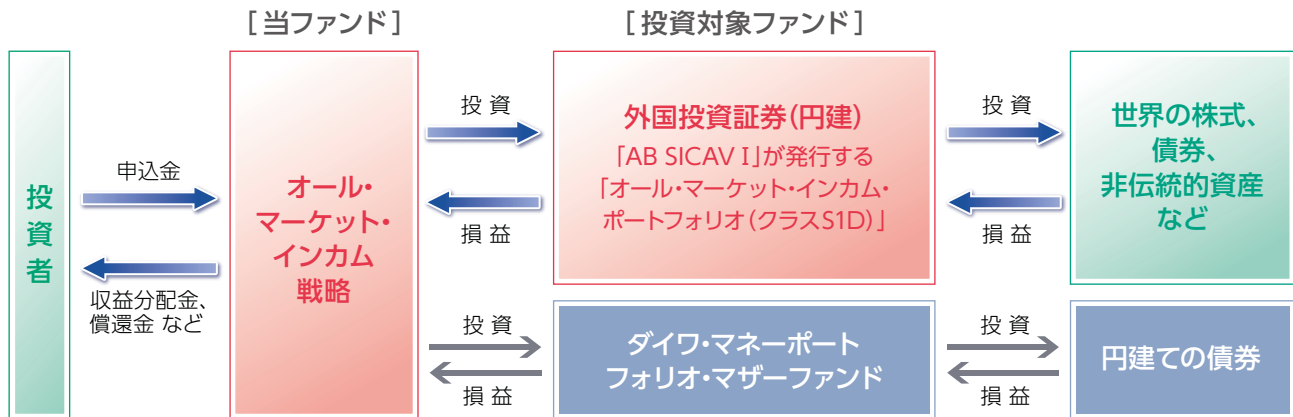 [当ファンド]
[投資対象ファンド]
投資者
申込金
収益分配金、
償還金 など
オール・
マーケット・
インカム
戦略
投 資
損 益
外国投資証券(円建)
「AB SICAV I」が発行する
「オール・マーケット・インカム・
ポートフォリオ(クラスS1D)」
投 資
損 益
世界の株式、
債券、
非伝統的資産
など
投 資
損 益
ダイワ・マネーポート
フォリオ・マザーファンド
投 資
損 益
円建ての債券